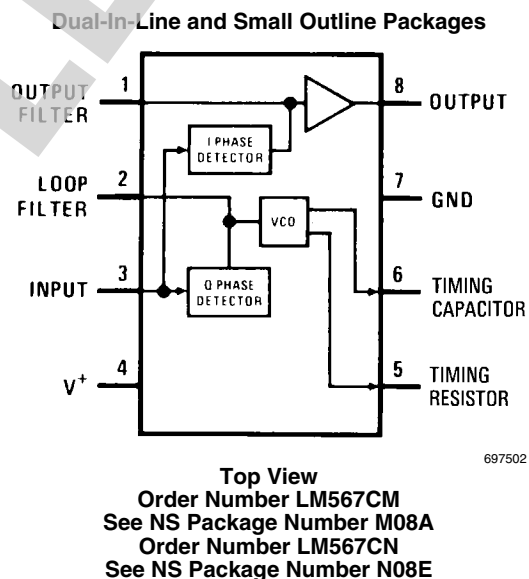 Dual-In-Line and Small Outline Packages
OUTPUT
FILTER
1
8
OUTPUT
I PHASE
DETECTOR
LOOP
FILTER
2
7
GND
VCO
INPUT
3
Q PHASE
DETECTOR
6
TIMING
CAPACITOR
V+
4
5
TIMING
RESISTOR
697502
Top View
Order Number LM567CM
See NS Package Number M08A
Order Number LM567CN
See NS Package Number N08E